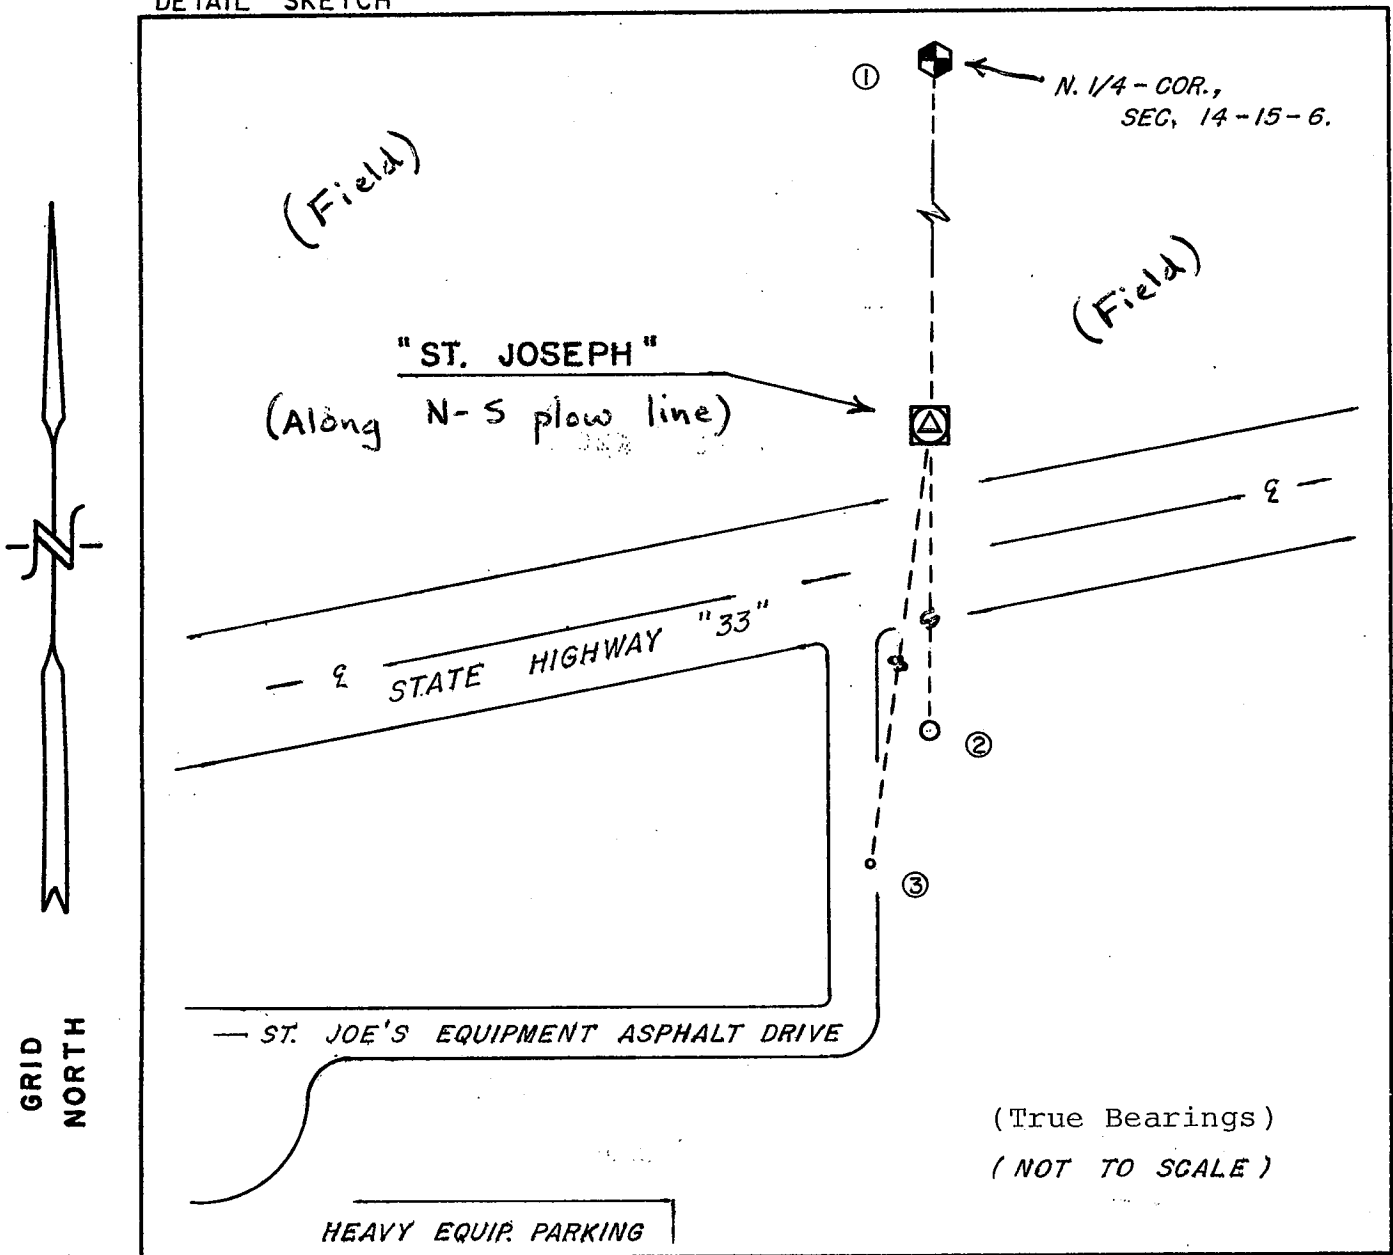 DETAIL SKETCH
①
N. 1/4-COR.,
SEC. 14-15-6.
(Field)
(Field)
"ST. JOSEPH"
(Along N-S plow line)
N
℄
℄
STATE HIGHWAY "33"
②
③
— ST. JOE'S EQUIPMENT ASPHALT DRIVE
GRID
NORTH
(True Bearings)
(NOT TO SCALE)
HEAVY EQUIP. PARKING